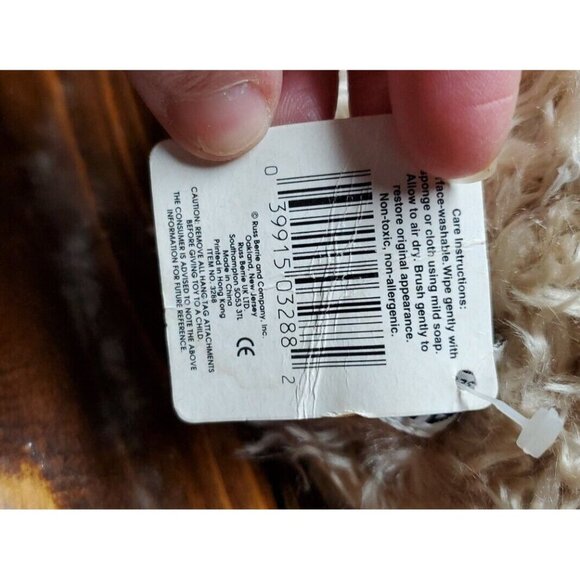 Care Instructions:
rface-washable. Wipe gently with
ponge or cloth using mild soap.
Allow to air dry. Brush gently to
restore original appearance.
Non-toxic, non-allergenic.
0 39915 03288 2
© Russ Berrie and Company, Inc.
Oakland, New Jersey
Russ Berrie UK LTD.
Southampton SO53 3TL
Made in China
Printed in Hong Kong
ITEM NO. 3288
CE
CAUTION: REMOVE ALL HANG TAG ATTACHMENTS
BEFORE GIVING TOY TO A CHILD.
THE CONSUMER IS ADVISED TO NOTE THE ABOVE
INFORMATION FOR FUTURE REFERENCE.